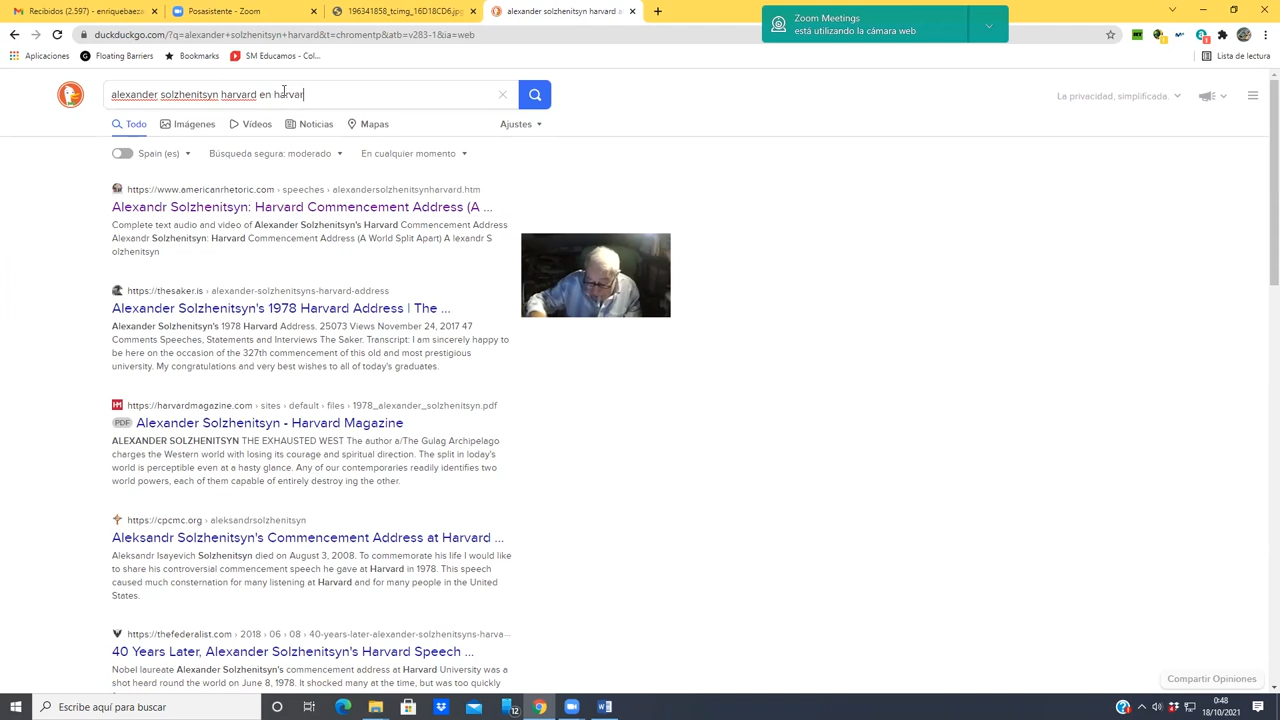 Recibidos (2.597) - enriquebaeza
Posasistente - Zoom
196341858_tcimg_16D18CD6.jpg
alexander solzhenitsyn harvard a
Zoom Meetings
está utilizando la cámara web
duckduckgo.com/?q=alexander+solzhenitsyn+harvard&t=chromentp&atb=v283-1&ia=web
Aplicaciones
Floating Barriers
Bookmarks
SM Educamos - Col...
Lista de lectura
alexander solzhenitsyn harvard en harvar
La privacidad, simplificada.
Todo
Imágenes
Vídeos
Noticias
Mapas
Ajustes
Spain (es)
Búsqueda segura: moderado
En cualquier momento
https://www.americanrhetoric.com › speeches › alexandersolzhenitsynharvard.htm
Alexandr Solzhenitsyn: Harvard Commencement Address (A ...
Complete text audio and video of Alexander Solzhenitsyn's Harvard Commencement Address
Alexandr Solzhenitsyn: Harvard Commencement Address (A World Split Apart) A lexandr S
olzhenitsyn
https://thesaker.is › alexander-solzhenitsyns-harvard-address
Alexander Solzhenitsyn's 1978 Harvard Address | The ...
Alexander Solzhenitsyn's 1978 Harvard Address. 25073 Views November 24, 2017 47
Comments Speeches, Statements and Interviews The Saker. Transcript: I am sincerely happy to
be here on the occasion of the 327th commencement of this old and most prestigious
university. My congratulations and very best wishes to all of today's graduates.
https://harvardmagazine.com › sites › default › files › 1978_alexander_solzhenitsyn.pdf
PDF Alexander Solzhenitsyn - Harvard Magazine
ALEXANDER SOLZHENITSYN THE EXHAUSTED WEST The author a/The Gulag Archipelago
charges the Western world with losing its courage and spiritual direction. The split in loday's
world is perceptible even at a hasty glance. Any of our contemporaries readily identifies two
world powers, each of them capable of entirely destroy ing the other.
https://cpcmc.org › aleksandrsolzhenitsyn
Aleksandr Solzhenitsyn's Commencement Address at Harvard ...
Aleksandr Isayevich Solzhenitsyn died on August 3, 2008. To commemorate his life I would like
to share his controversial commencement speech he gave at Harvard in 1978. This speech
caused much consternation for many listening at Harvard and for many people in the United
States.
https://thefederalist.com › 2018 › 06 › 08 › 40-years-later-alexander-solzhenitsyns-harva...
40 Years Later, Alexander Solzhenitsyn's Harvard Speech ...
Nobel laureate Alexander Solzhenitsyn's commencement address at Harvard University was a
shot heard round the world on June 8, 1978. It shocked many at the time, but was too quickly
Compartir Opiniones
Escribe aquí para buscar
12
0:48
18/10/2021